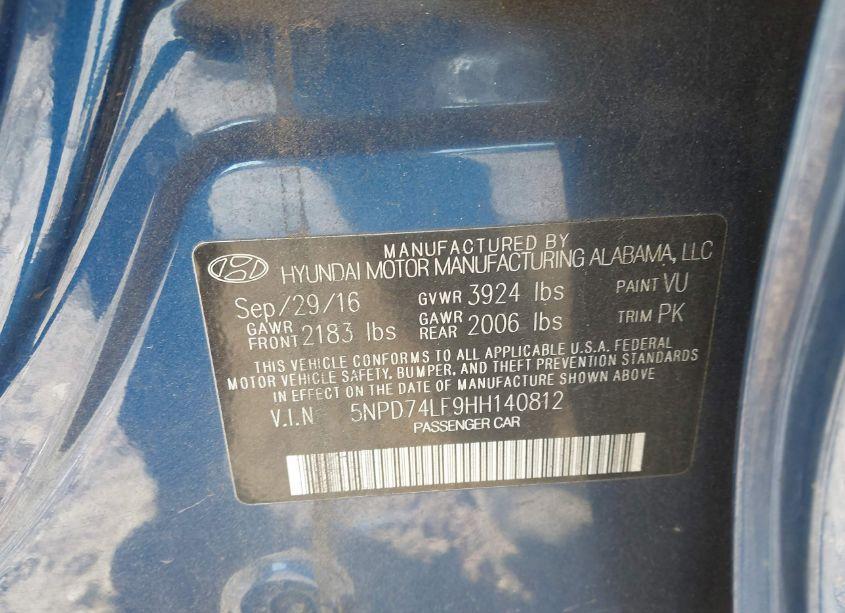 MANUFACTURED BY
HYUNDAI MOTOR MANUFACTURING ALABAMA, LLC
Sep/29/16 GVWR 3924 lbs PAINT VU
GAWR FRONT 2183 lbs GAWR REAR 2006 lbs TRIM PK
THIS VEHICLE CONFORMS TO ALL APPLICABLE U.S.A. FEDERAL
MOTOR VEHICLE SAFETY, BUMPER, AND THEFT PREVENTION STANDARDS
IN EFFECT ON THE DATE OF MANUFACTURE SHOWN ABOVE
V.I.N 5NPD74LF9HH140812
PASSENGER CAR